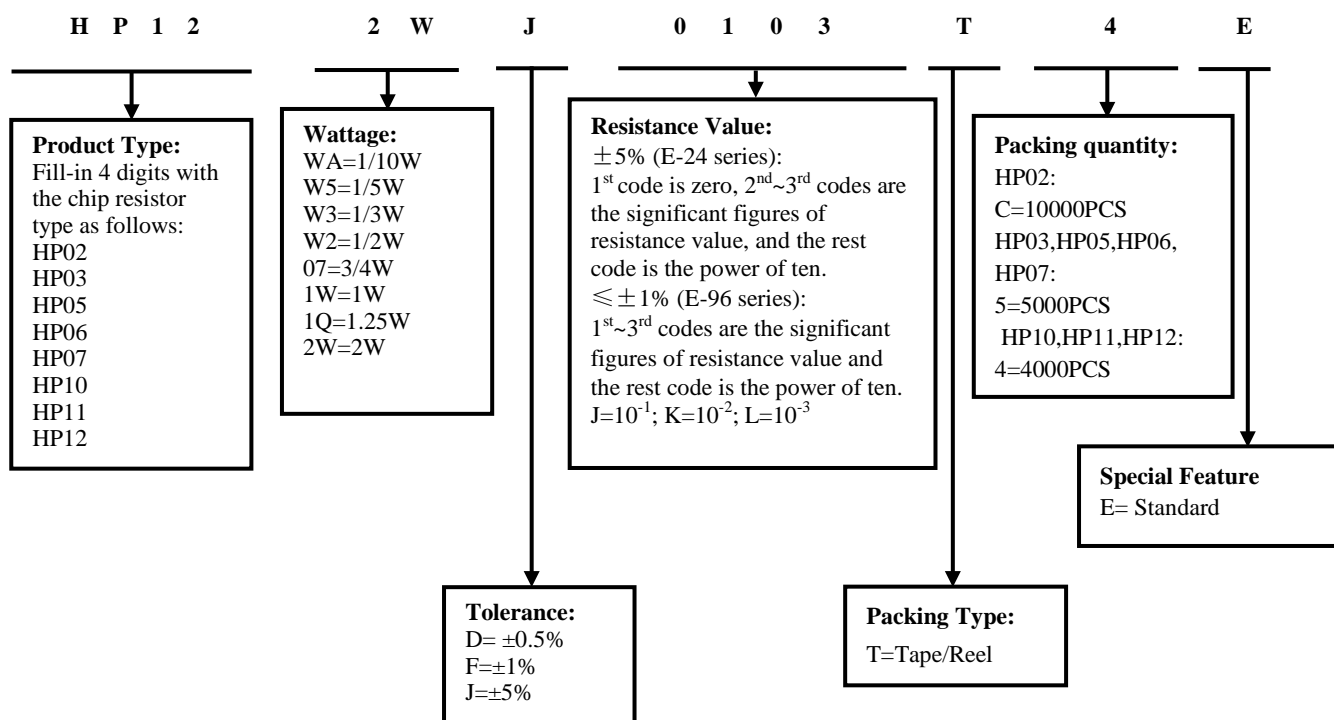 H P 1 2 2 W J 0 1 0 3 T 4 E
Product Type:
Fill-in 4 digits with
the chip resistor
type as follows:
HP02
HP03
HP05
HP06
HP07
HP10
HP11
HP12
Wattage:
WA=1/10W
W5=1/5W
W3=1/3W
W2=1/2W
07=3/4W
1W=1W
1Q=1.25W
2W=2W
Tolerance:
D= ±0.5%
F=±1%
J=±5%
Resistance Value:
±5% (E-24 series):
1st code is zero, 2nd~3rd codes are
the significant figures of
resistance value, and the rest
code is the power of ten.
≦±1% (E-96 series):
1st~3rd codes are the significant
figures of resistance value and
the rest code is the power of ten.
J=10-1; K=10-2; L=10-3
Packing Type:
T=Tape/Reel
Packing quantity:
HP02:
C=10000PCS
HP03,HP05,HP06,
HP07:
5=5000PCS
HP10,HP11,HP12:
4=4000PCS
Special Feature
E= Standard